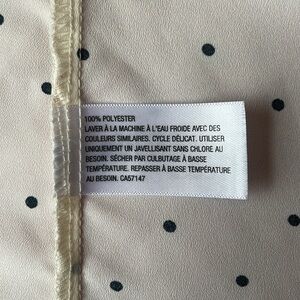 100% POLYESTER
LAVER À LA MACHINE À L'EAU FROIDE AVEC DES
COULEURS SIMILAIRES. CYCLE DÉLICAT. UTILISER
UNIQUEMENT UN JAVELLISANT SANS CHLORE AU
BESOIN. SÉCHER PAR CULBUTAGE À BASSE
TEMPÉRATURE. REPASSER À BASSE TEMPÉRATURE
AU BESOIN. CA57147